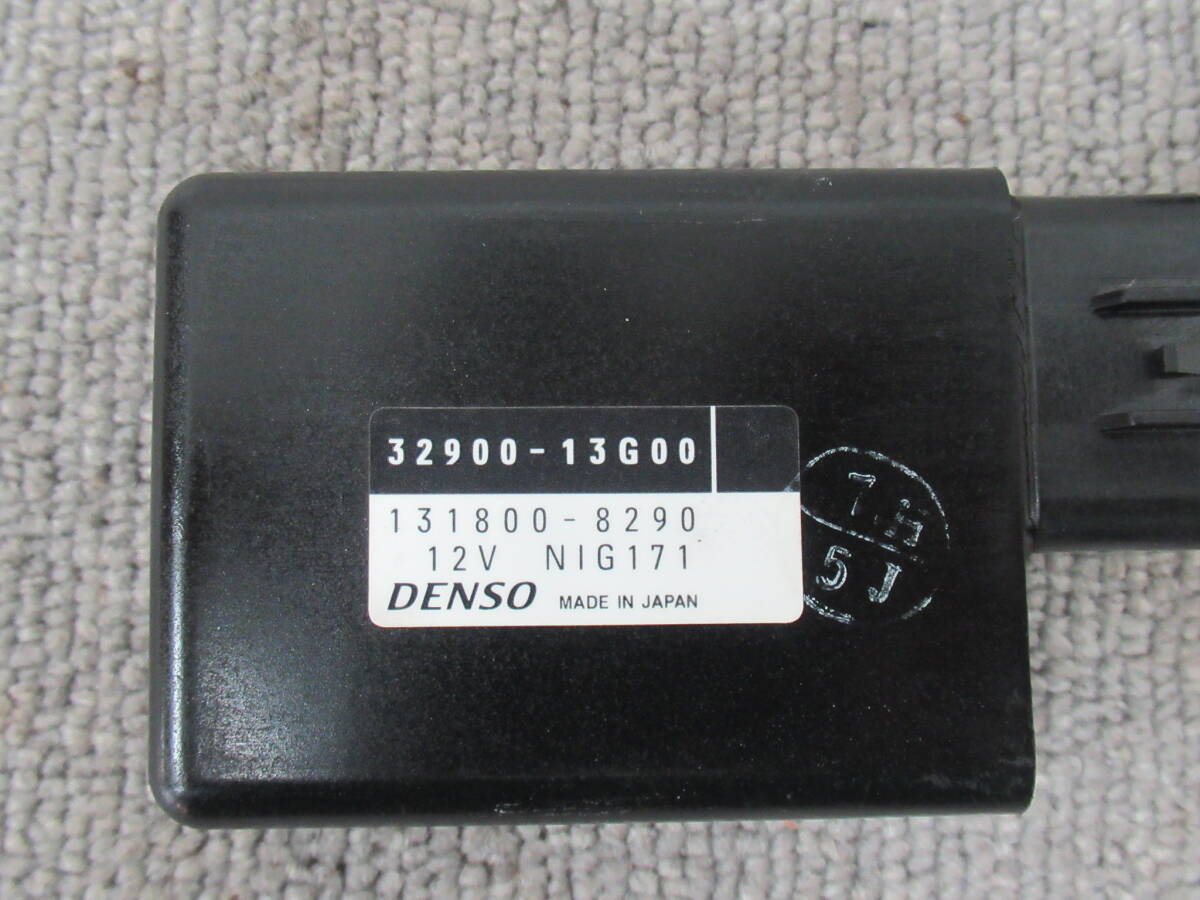 32900-13G00
131800-8290
12V NIG171
DENSO MADE IN JAPAN
5J